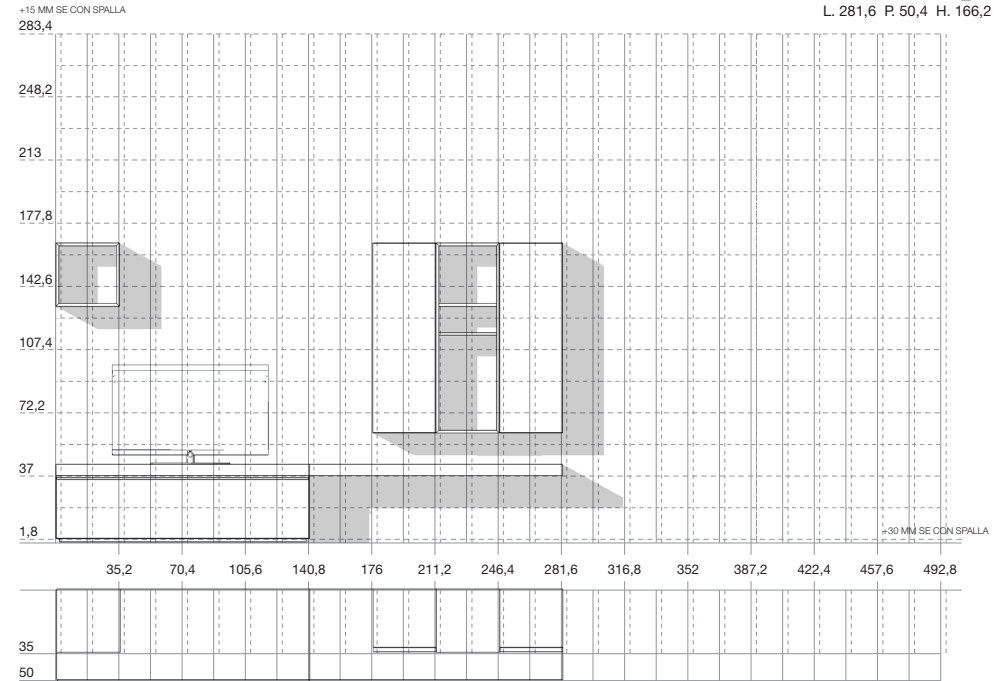 +15 MM SE CON SPALLA
L. 281,6 P. 50,4 H. 166,2
283,4
248,2
213
177,8
142,6
107,4
72,2
37
1,8
+30 MM SE CON SPALLA
35,2 70,4 105,6 140,8 176 211,2 246,4 281,6 316,8 352 387,2 422,4 457,6 492,8
35
50